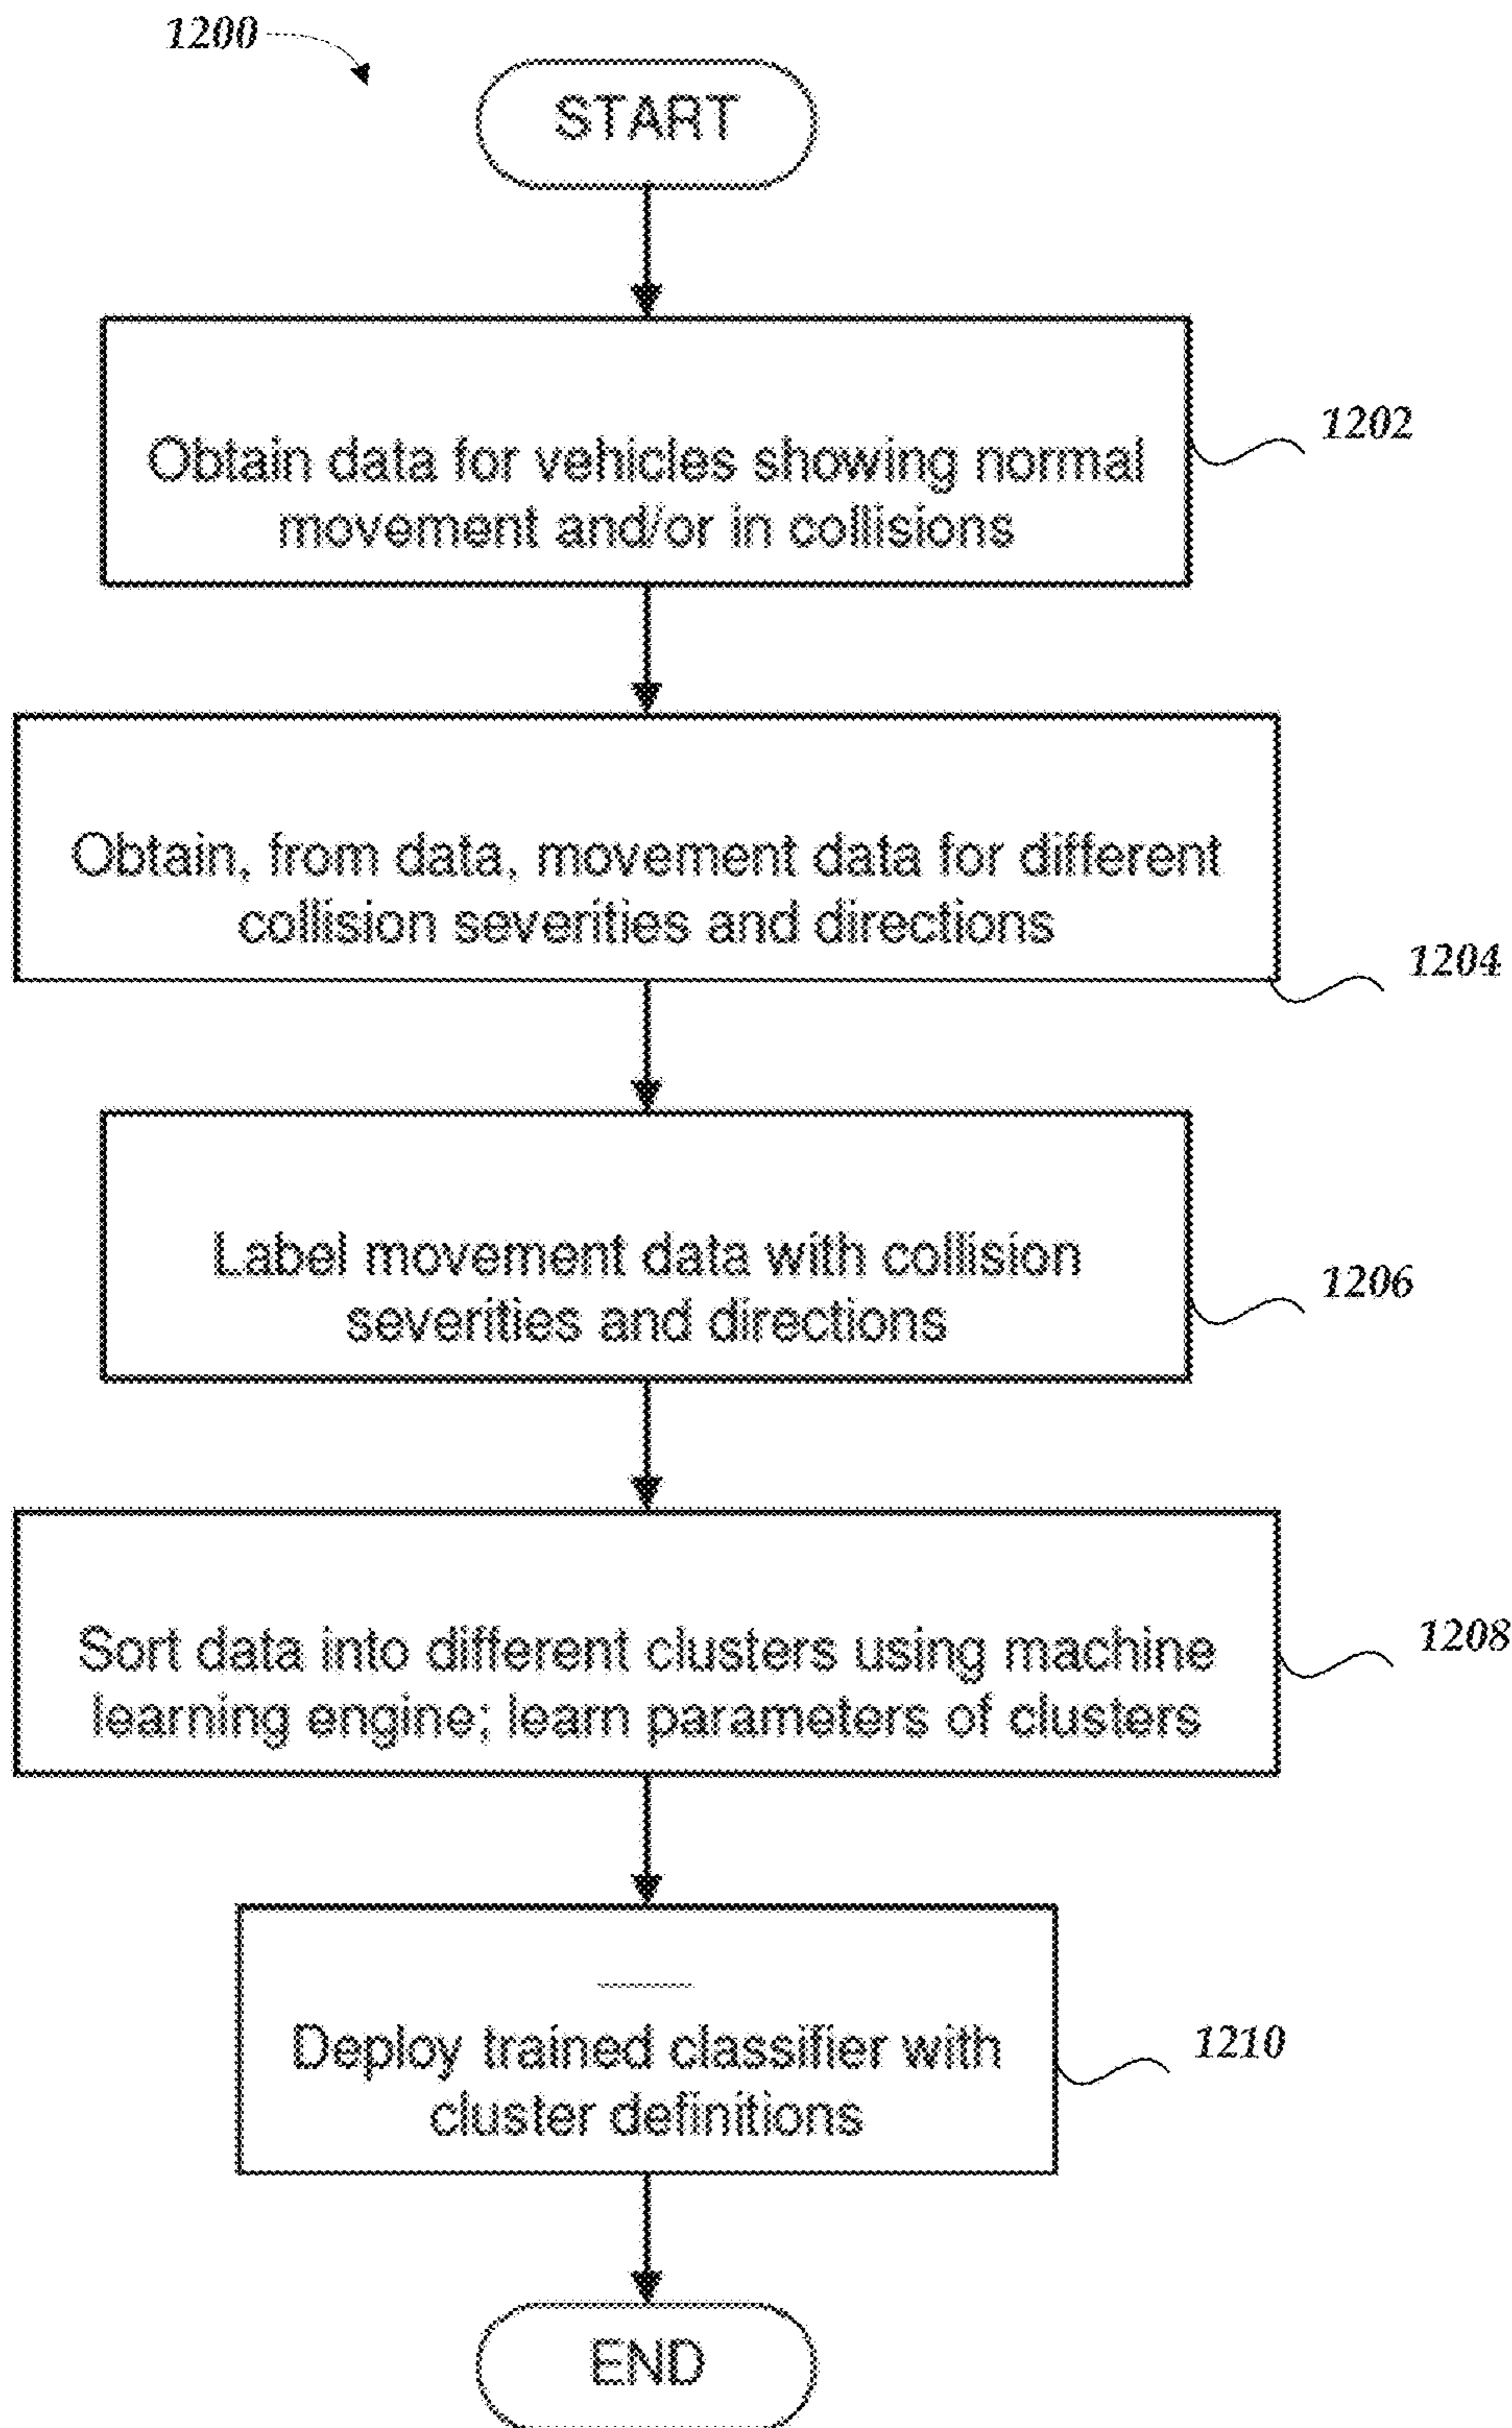 1200
START
Obtain data for vehicles showing normal
movement and/or in collisions
1202
Obtain, from data, movement data for different
collision severities and directions
1204
Label movement data with collision
severities and directions
1206
Sort data into different clusters using machine
learning engine; learn parameters of clusters
1208
Deploy trained classifier with
cluster definitions
1210
END